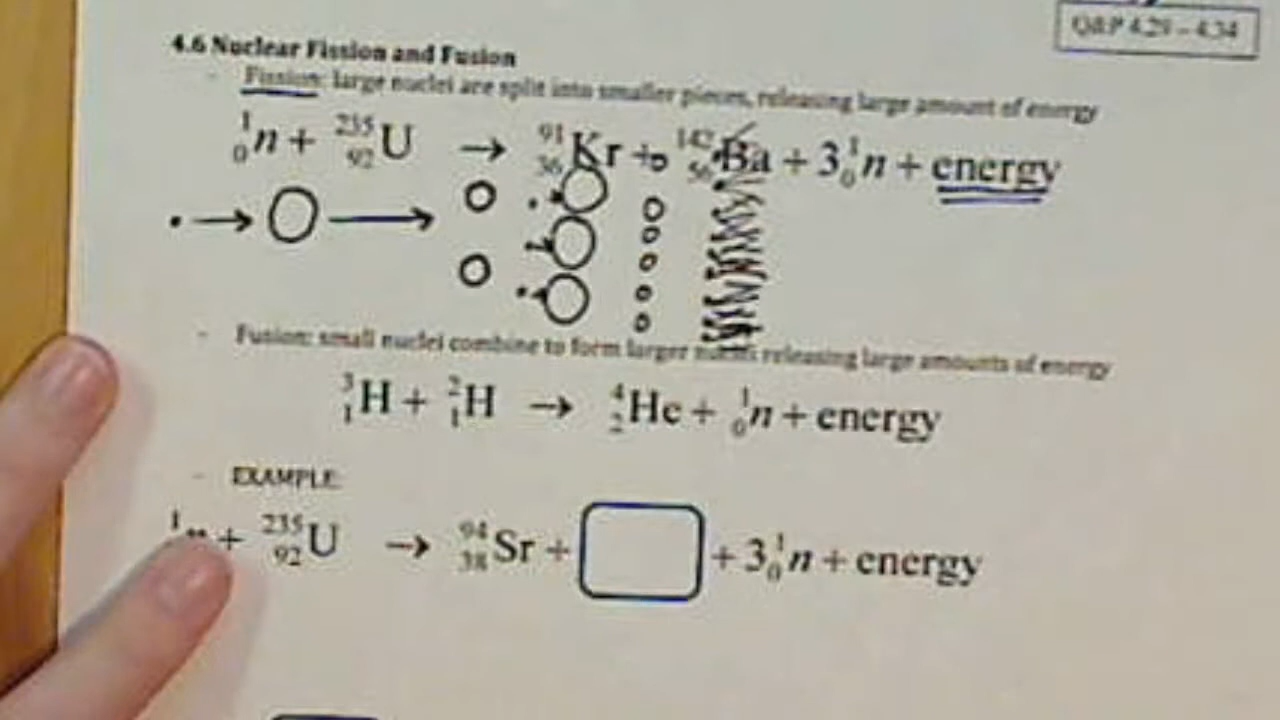 Q&P 4.29 – 4.34
4.6 Nuclear Fission and Fusion
- Fission: large nuclei are split into smaller pieces, releasing large amount of energy
¹₀n + ²³⁵₉₂U → ⁹¹₃₆Kr + ¹⁴²₅₆Ba + 3¹₀n + energy
- Fusion: small nuclei combine to form larger releasing large amounts of energy
³₁H + ²₁H → ⁴₂He + ¹₀n + energy
- EXAMPLE:
+ ²³⁵₉₂U → ⁹⁴₃₈Sr + + 3¹₀n + energy